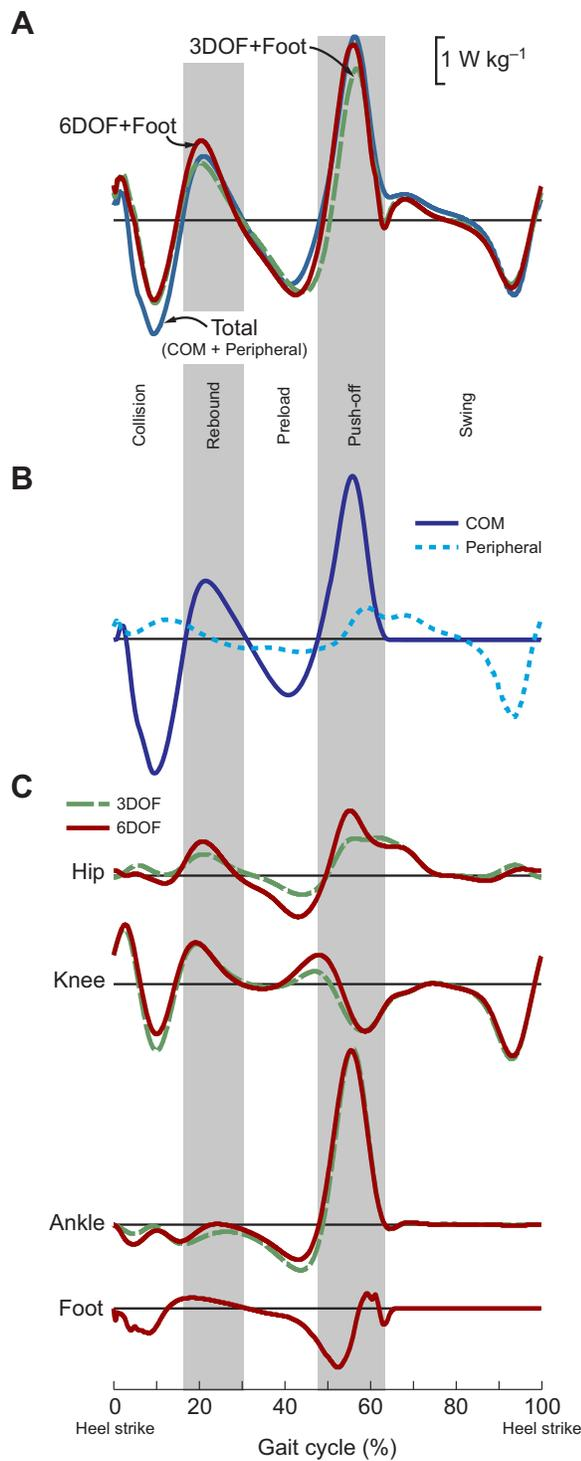 A
3DOF+Foot
1 W kg–1
6DOF+Foot
Total
(COM + Peripheral)
Collision
Rebound
Preload
Push-off
Swing
B
COM
Peripheral
C
3DOF
6DOF
Hip
Knee
Ankle
Foot
0 20 40 60 80 100
Heel strike Heel strike
Gait cycle (%)